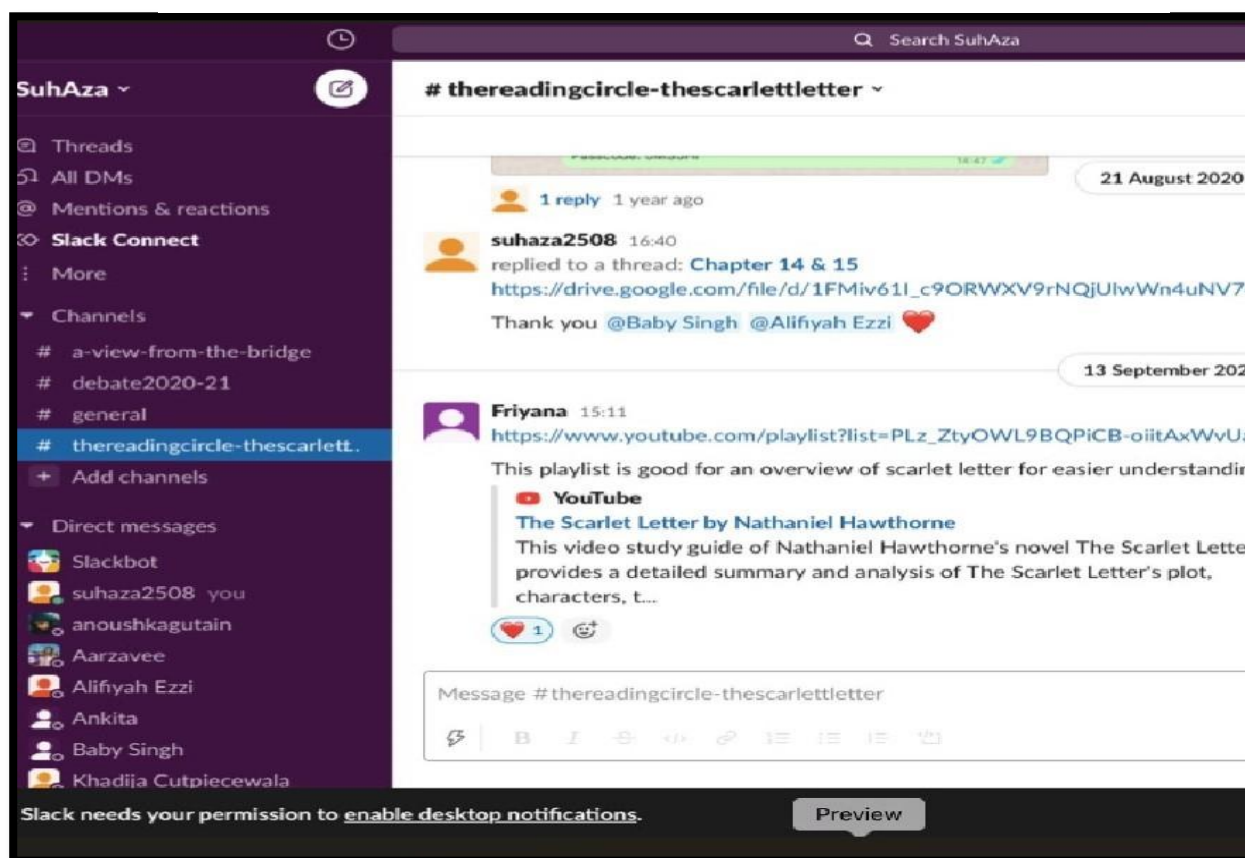 Search SuhAza
SuhAza
Threads
All DMs
Mentions & reactions
Slack Connect
More
Channels
# a-view-from-the-bridge
# debate2020-21
# general
# thereadingcircle-thescarlett..
+ Add channels
Direct messages
Slackbot
suhaza2508 you
anoushkagutain
Aarzavee
Alifiyah Ezzi
Ankita
Baby Singh
Khadija Cutpiecewala
# thereadingcircle-thescarlettletter
16:47
21 August 2020
1 reply 1 year ago
suhaza2508 16:40
replied to a thread: Chapter 14 & 15
https://drive.google.com/file/d/1FMiv61I_c9ORWXV9rNQjUlwWn4uNV7
Thank you @Baby Singh @Alifiyah Ezzi
13 September 202
Friyana 15:11
https://www.youtube.com/playlist?list=PLz_ZtyOWL9BQPiCB-oiitAxWvUa
This playlist is good for an overview of scarlet letter for easier understandin
YouTube
The Scarlet Letter by Nathaniel Hawthorne
This video study guide of Nathaniel Hawthorne's novel The Scarlet Lette
provides a detailed summary and analysis of The Scarlet Letter's plot,
characters, t...
1
Message #thereadingcircle-thescarlettletter
B I S </>
Slack needs your permission to enable desktop notifications.
Preview